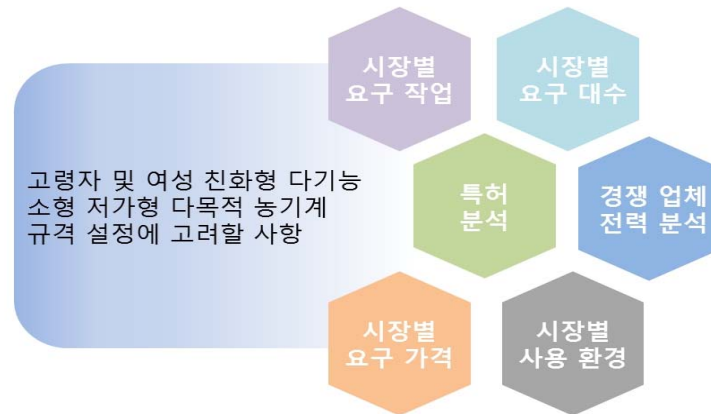 고령자 및 여성 친화형 다기능
소형 저가형 다목적 농기계
규격 설정에 고려할 사항
시장별
요구 작업
시장별
요구 대수
특허
분석
경쟁 업체
전력 분석
시장별
요구 가격
시장별
사용 환경